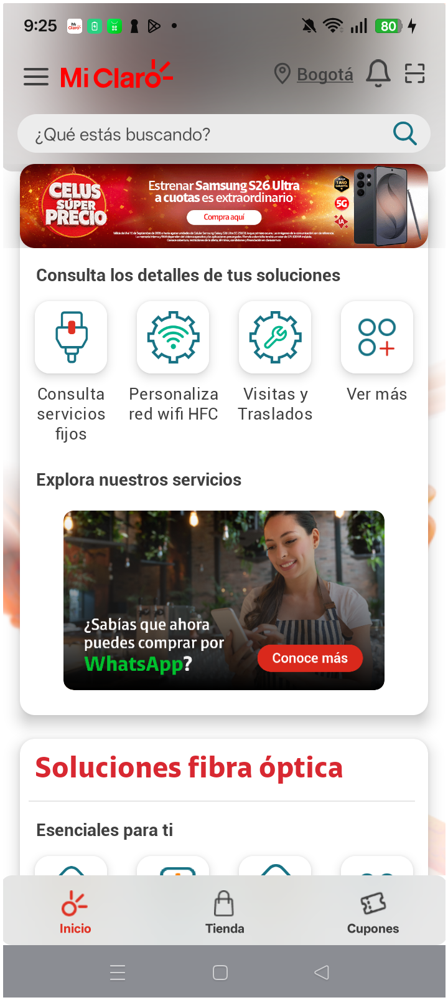 9:25
80
Mi Claro
Bogotá
¿Qué estás buscando?
CELUS
SÚPER
PRECIO
Estrenar Samsung S26 Ultra
a cuotas es extraordinario
Compra aquí
1 AÑO
GARANTÍA
5G
IA
Consulta los detalles de tus soluciones
Consulta
servicios
fijos
Personaliza
red wifi HFC
Visitas y
Traslados
Ver más
Explora nuestros servicios
¿Sabías que ahora
puedes comprar por
WhatsApp?
Conoce más
Soluciones fibra óptica
Esenciales para ti
Inicio
Tienda
Cupones